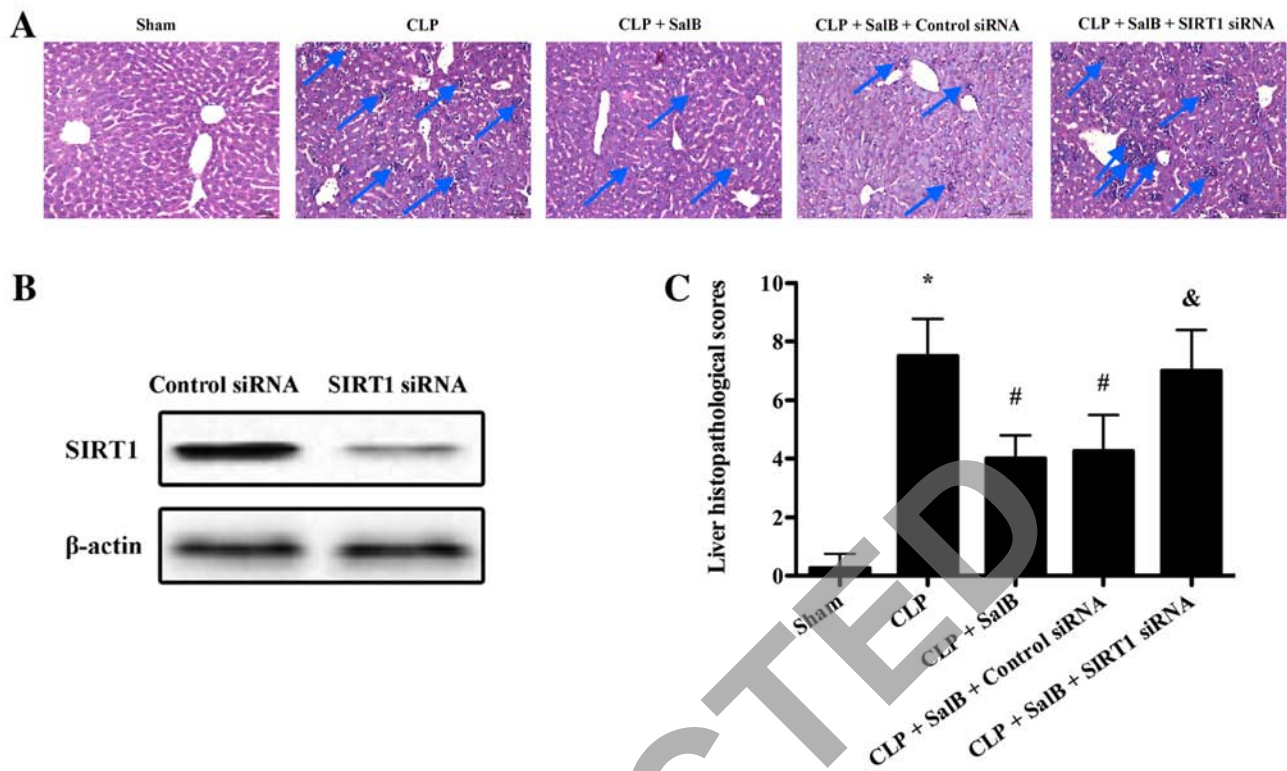 A
Sham
CLP
CLP + SalB
CLP + SalB + Control siRNA
CLP + SalB + SIRT1 siRNA
B
Control siRNA
SIRT1 siRNA
SIRT1
β-actin
C
Liver histopathological scores
10
8
6
4
2
0
*
#
#
&
Sham
CLP
CLP + SalB
CLP + SalB + Control siRNA
CLP + SalB + SIRT1 siRNA
CTED